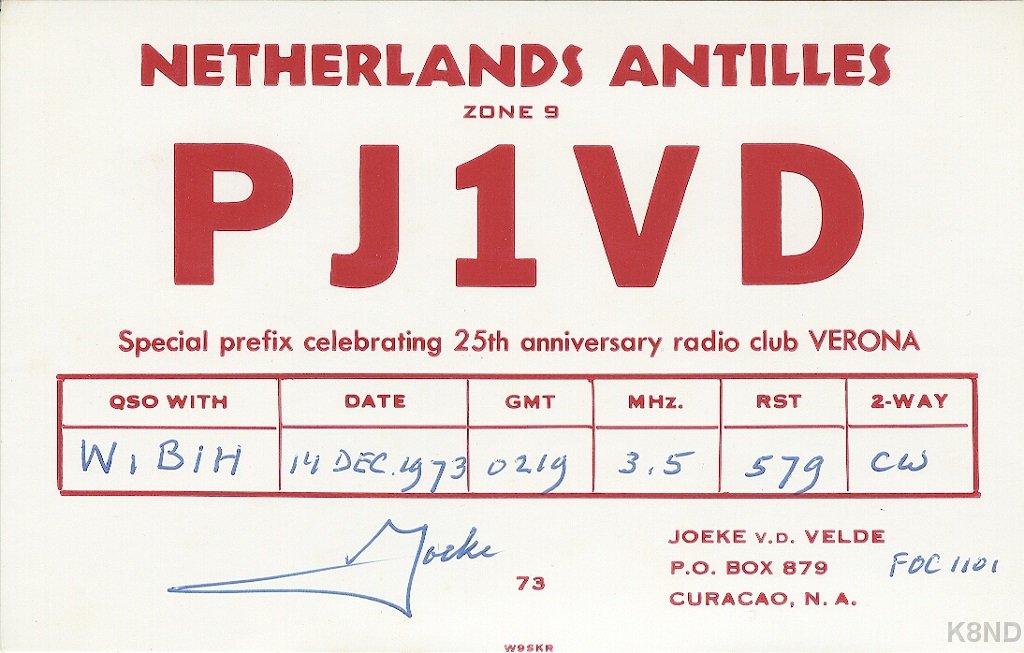 NETHERLANDS ANTILLES
ZONE 9
PJ1VD
Special prefix celebrating 25th anniversary radio club VERONA
QSO WITH DATE GMT MHz. RST 2-WAY
W1BIH 14 DEC. 1973 0219 3.5 579 CW
Joeke
73
JOEKE V.D. VELDE
P.O. BOX 879 FOC 1101
CURACAO, N. A.
W9SKR
K8ND